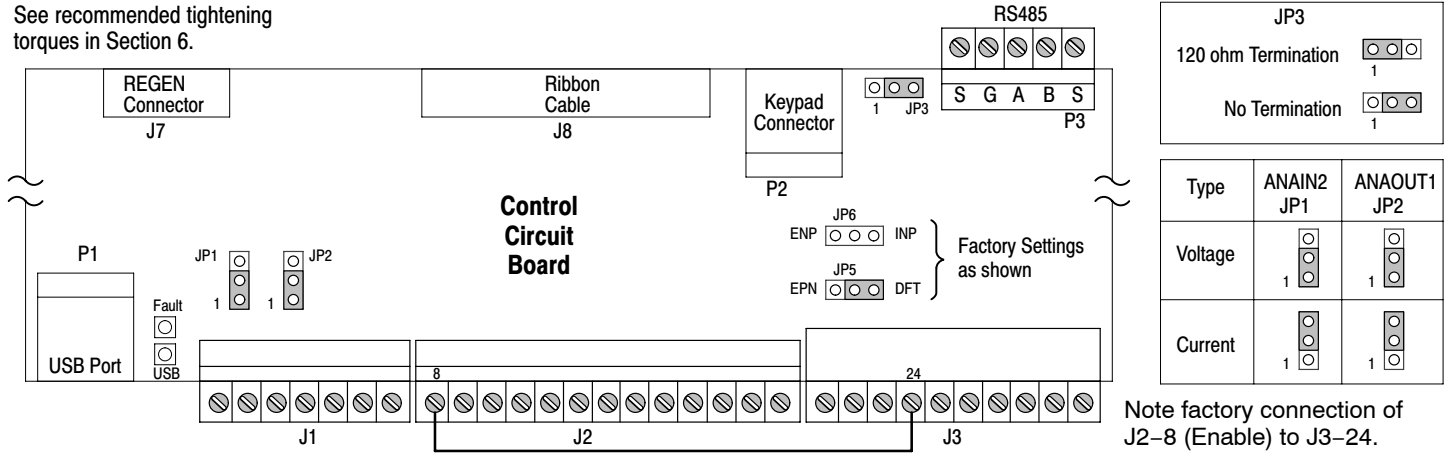 See recommended tightening
torques in Section 6.
RS485
REGEN
Connector
J7
Ribbon
Cable
J8
Keypad
Connector
P2
1 JP3
S G A B S
P3
JP3
120 ohm Termination
1
No Termination
1
Control
Circuit
Board
JP6
ENP INP
JP5
EPN DFT
Factory Settings
as shown
Type ANAIN2 ANAOUT1
JP1 JP2
Voltage
1 1
Current
1 1
P1
USB Port
JP1 JP2
1 1
Fault
USB
8
24
J1 J2 J3
Note factory connection of
J2−8 (Enable) to J3−24.